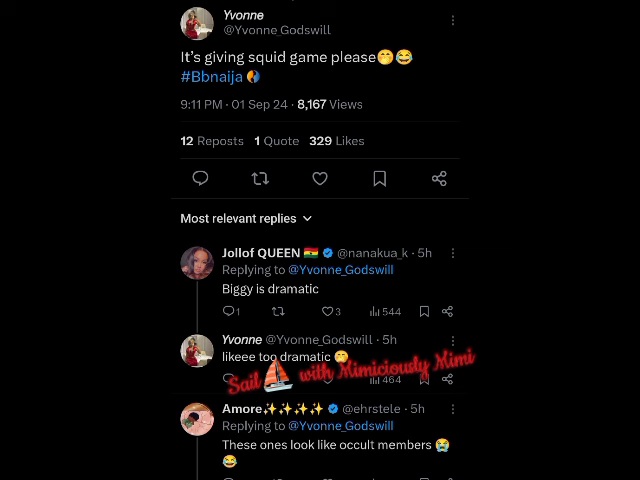 Yvonne
@Yvonne_Godswill
It's giving squid game please🤭😂
#Bbnaija
9:11 PM · 01 Sep 24 · 8,167 Views
12 Reposts 1 Quote 329 Likes
Most relevant replies
Jollof QUEEN 🇬🇭 @nanakua_k · 5h
Replying to @Yvonne_Godswill
Biggy is dramatic
1 3 544
Yvonne @Yvonne_Godswill · 5h
likeee too dramatic 🤭
464
Sail ⛵ with Mimiciously Mimi
Amore✨✨✨✨ @ehrstele · 5h
Replying to @Yvonne_Godswill
These ones look like occult members 😭
😂